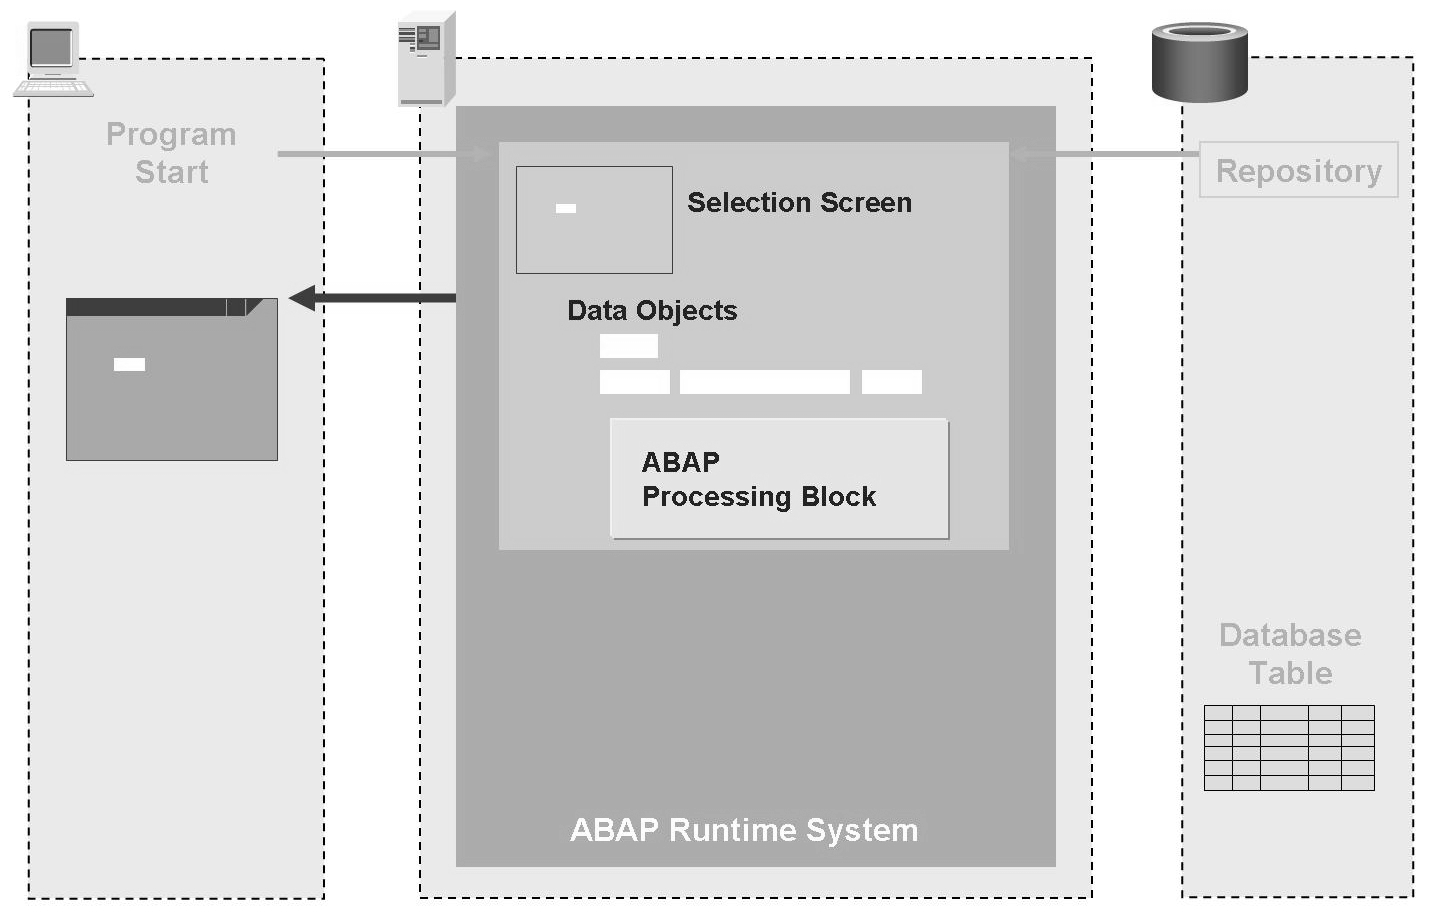 Program
Start
Repository
Selection Screen
Data Objects
ABAP
Processing Block
Database
Table
ABAP Runtime System